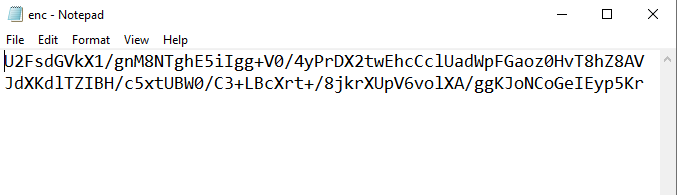 enc - Notepad
File Edit Format View Help
U2FsdGVkX1/gnM8NTghE5iIgg+V0/4yPrDX2twEhcCclUadWpFGaoz0HvT8hZ8AV
JdXKdlTZIBH/c5xtUBW0/C3+LBcXrt+/8jkrXUpV6volXA/ggKJoNCoGeIEyp5Kr